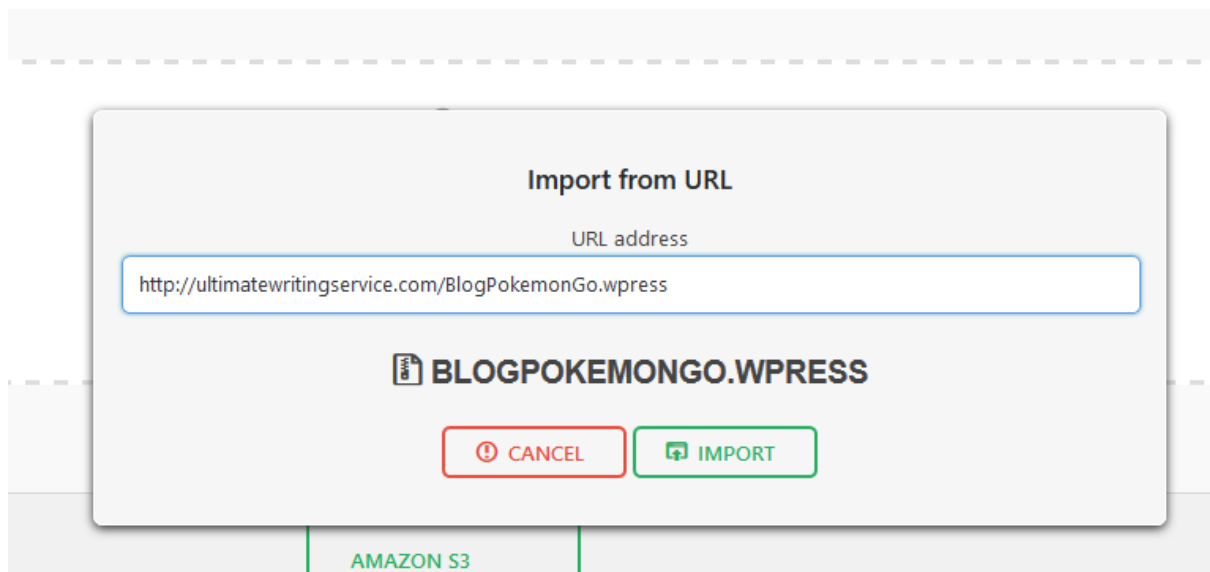 Import from URL
URL address
http://ultimatewritingservice.com/BlogPokemonGo.wpress
BLOGPOKEMONGO.WPRESS
CANCEL IMPORT
AMAZON S3